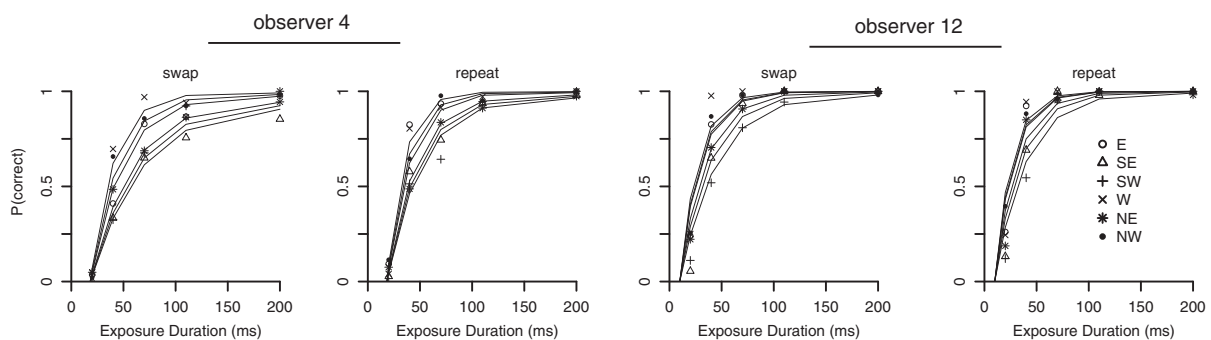 observer 4
observer 12
swap
repeat
swap
repeat
P(correct)
0 0.5 1
0 0.5 1
0 0.5 1
0 0.5 1
E
SE
SW
W
NE
NW
0 50 100 150 200
0 50 100 150 200
0 50 100 150 200
0 50 100 150 200
Exposure Duration (ms)
Exposure Duration (ms)
Exposure Duration (ms)
Exposure Duration (ms)